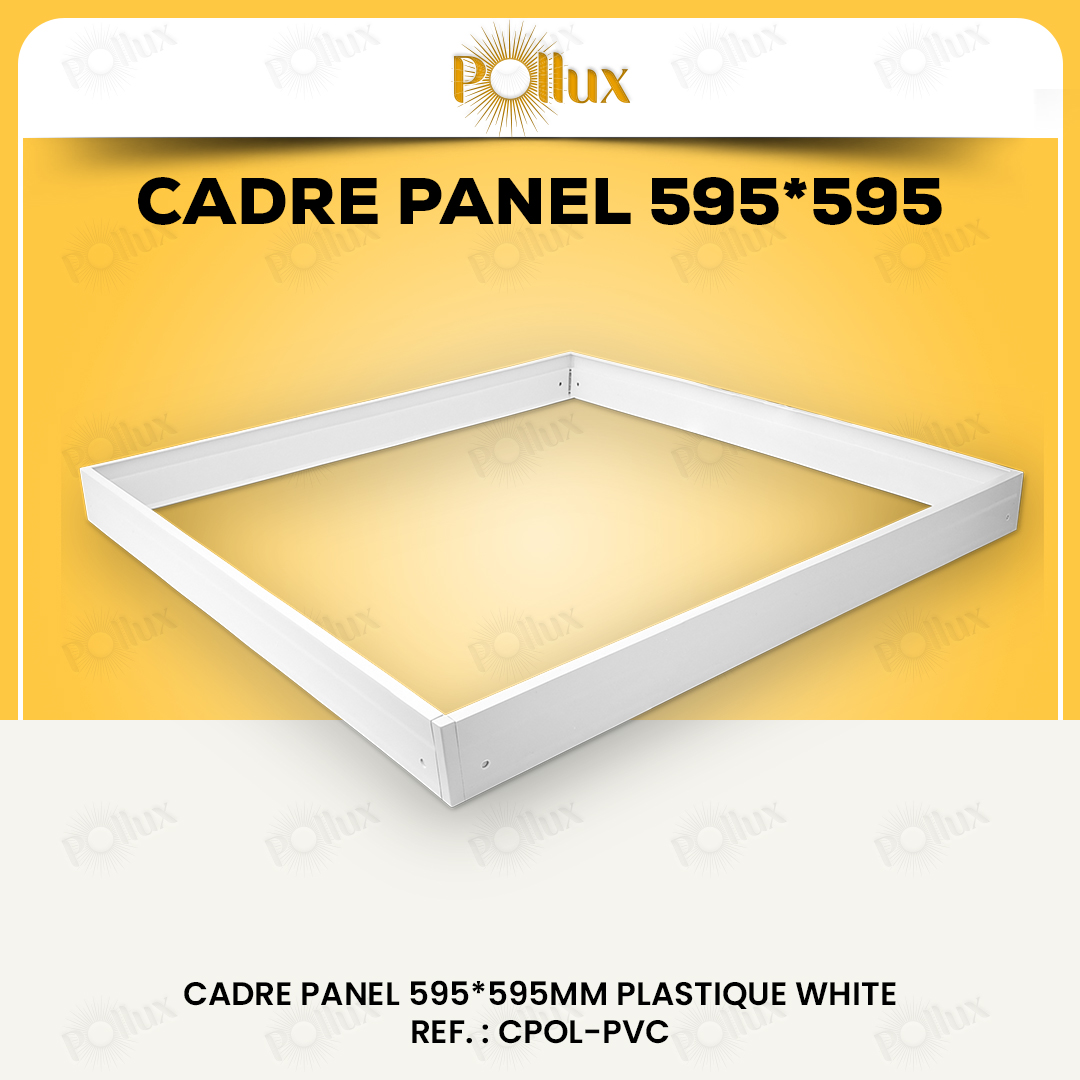 Pollux
CADRE PANEL 595*595
CADRE PANEL 595*595MM PLASTIQUE WHITE
REF. : CPOL-PVC